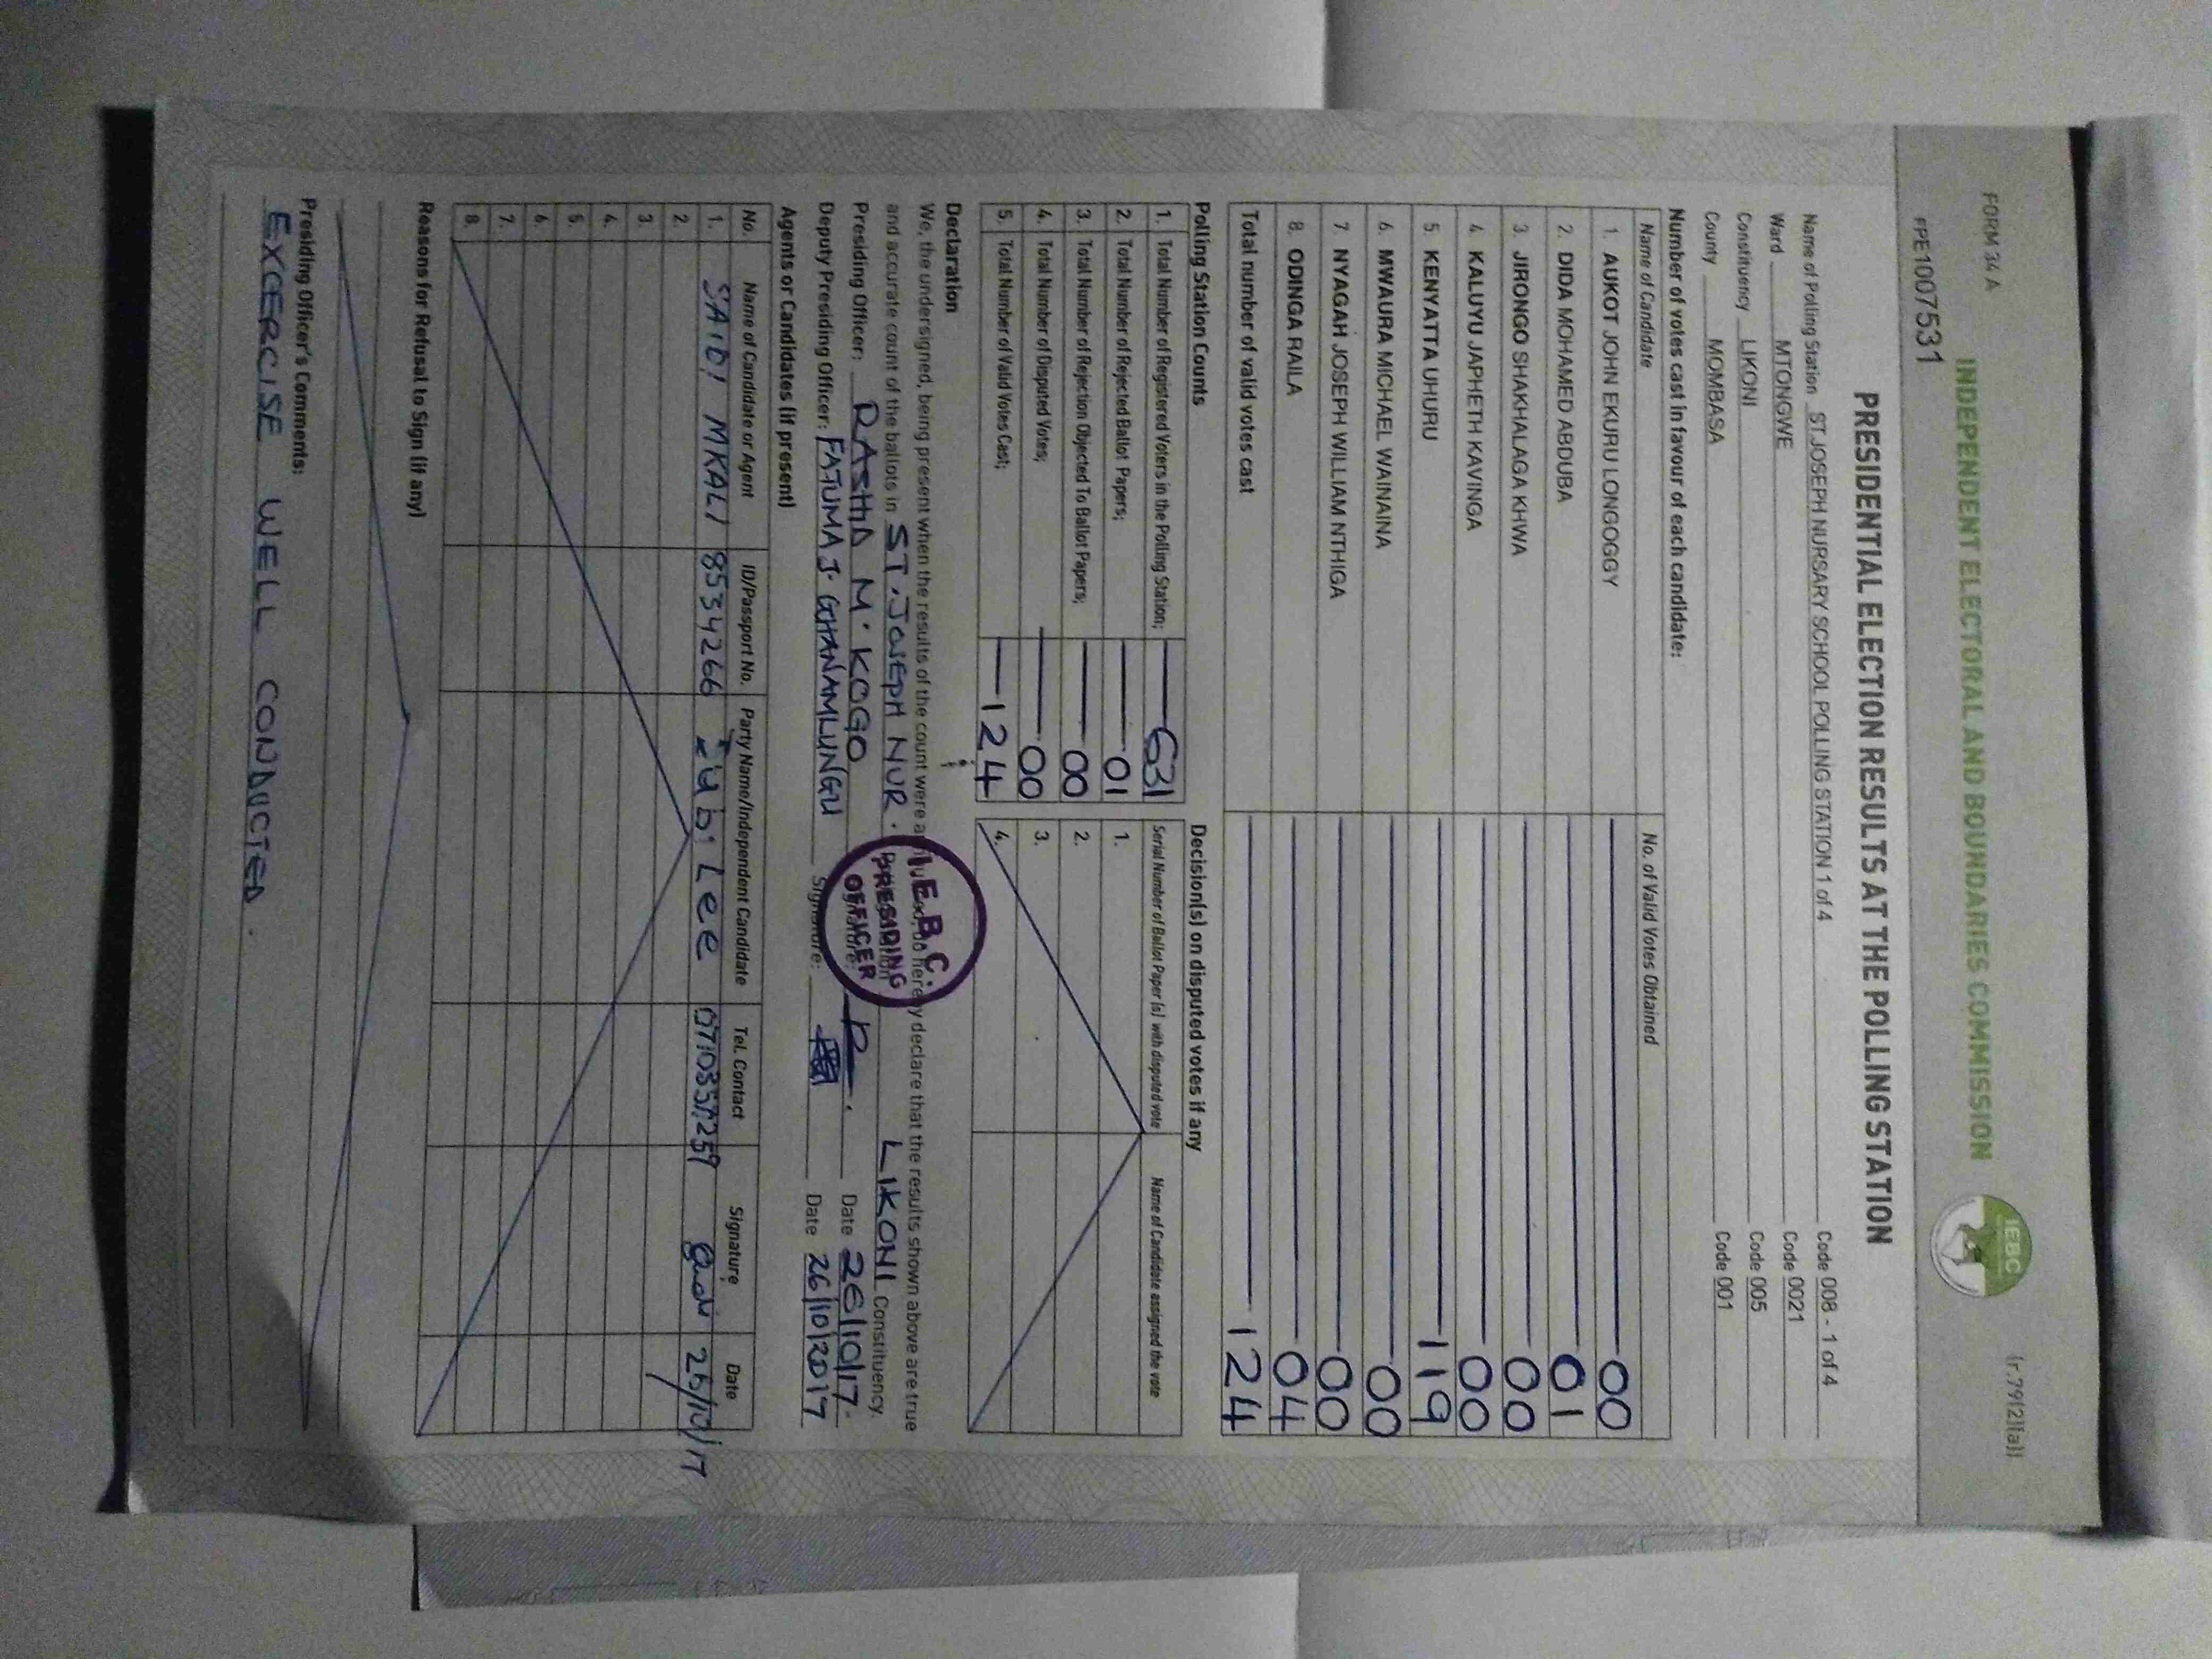 FORM 34 A
(r.79(2)(a))
INDEPENDENT ELECTORAL AND BOUNDARIES COMMISSION
IEBC
PE1007531
PRESIDENTIAL ELECTION RESULTS AT THE POLLING STATION
Name of Polling Station ST.JOSEPH NURSARY SCHOOL POLLING STATION 1 of 4 Code 008 - 1 of 4
Ward MTONGWE Code 0021
Constituency LIKONI Code 005
County MOMBASA Code 001
Number of votes cast in favour of each candidate:
Name of Candidate No. of Valid Votes Obtained
1. AUKOT JOHN EKURU LONGOGGY 00
2. DIDA MOHAMED ABDUBA 01
3 JIRONGO SHAKHALAGA KHWA 00
4. KALUYU JAPHETH KAVINGA 00
5 KENYATTA UHURU 119
6. MWAURA MICHAEL WAINAINA 00
7. NYAGAH JOSEPH WILLIAM NTHIGA 00
8. ODINGA RAILA 04
Total number of valid votes cast 124
Polling Station Counts
1. Total Number of Registered Voters in the Polling Station; 631
2. Total Number of Rejected Ballot Papers; 01
3. Total Number of Rejection Objected To Ballot Papers; 00
4. Total Number of Disputed Votes; 00
5. Total Number of Valid Votes Cast; 124
Decision(s) on disputed votes if any
Serial Number of Ballot Paper (s) with disputed vote Name of Candidate assigned the vote
1.
2.
3.
4.
Declaration
We, the undersigned, being present when the results of the count were declare that the results shown above are true
and accurate count of the ballots in ST. JOSEPH NUR. LIKONI Constituency.
Presiding Officer: RASHID M. KOGO Date 26/10/17
Deputy Presiding Officer: FATUMA J. Signature: Date 26/10/2017
I.E.B.C.
PRESIDING
OFFICER
Agents or Candidates (if present)
No. Name of Candidate or Agent ID/Passport No. Party Name/Independent Candidate Tel. Contact Signature Date
1. SAIDI MKALI 8534266 Jubilee 25/10/17
2.
3.
4.
5.
6.
7.
8.
Reasons for Refusal to Sign (if any)
Presiding Officer's Comments:
EXCERCISE WELL CONDUCTED.